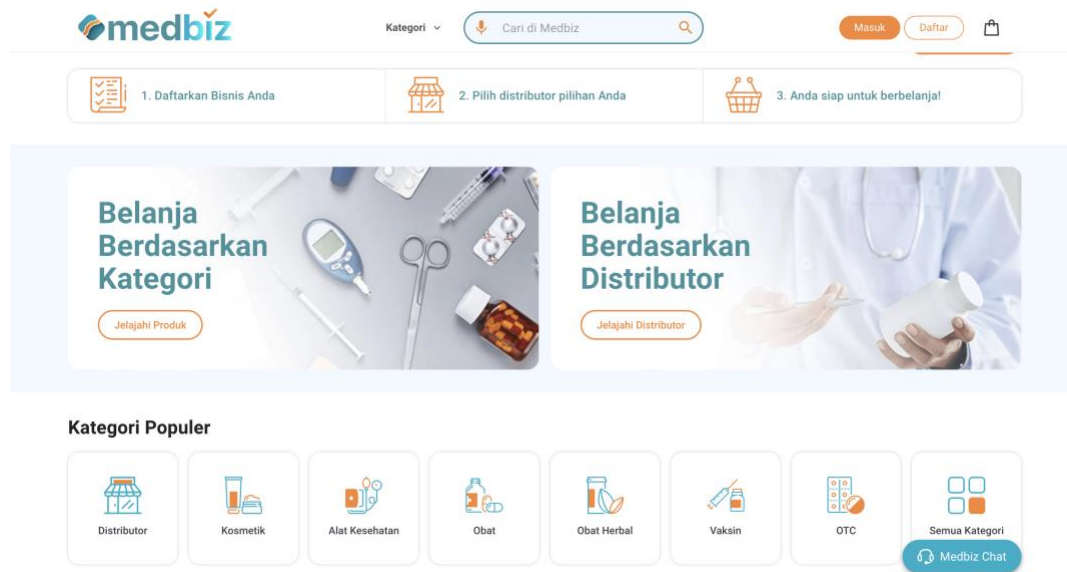 medbiz
Kategori
Cari di Medbiz
Masuk
Daftar
1. Daftarkan Bisnis Anda
2. Pilih distributor pilihan Anda
3. Anda siap untuk berbelanja!
Belanja
Berdasarkan
Kategori
Jelajahi Produk
Belanja
Berdasarkan
Distributor
Jelajahi Distributor
Kategori Populer
Distributor
Kosmetik
Alat Kesehatan
Obat
Obat Herbal
Vaksin
OTC
Semua Kategori
Medbiz Chat